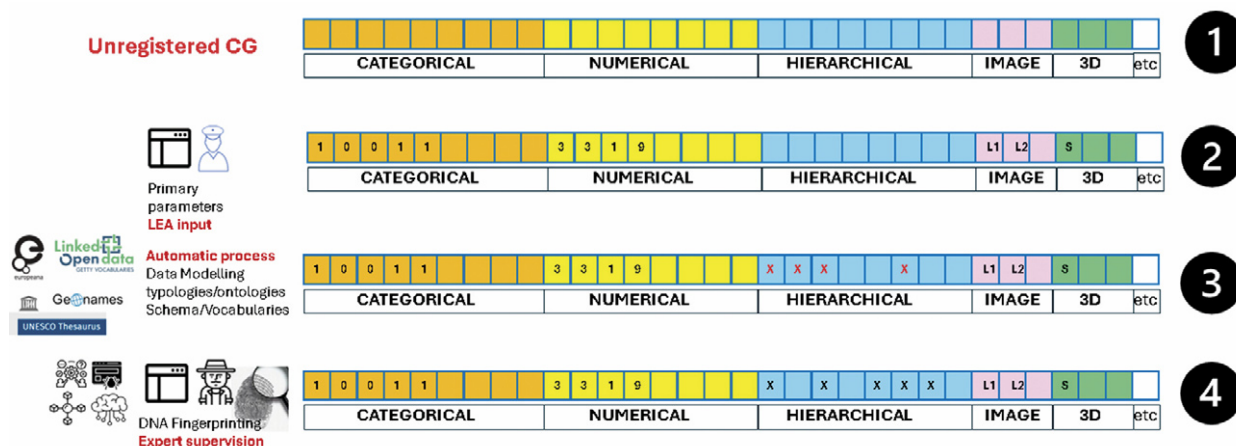 Unregistered CG
CATEGORICAL NUMERICAL HIERARCHICAL IMAGE 3D etc
1
1 0 0 1 1 3 3 1 9 L1 L2 S
CATEGORICAL NUMERICAL HIERARCHICAL IMAGE 3D etc
2
Primary
parameters
LEA input
europeana
Linked
Open data
GETTY VOCABULARIES
GeoNames
UNESCO Thesaurus
Automatic process
Data Modelling
typologies/ontologies
Schema/Vocabularies
1 0 0 1 1 3 3 1 9 X X X X L1 L2 S
CATEGORICAL NUMERICAL HIERARCHICAL IMAGE 3D etc
3
1 0 0 1 1 3 3 1 9 X X X X X L1 L2 S
CATEGORICAL NUMERICAL HIERARCHICAL IMAGE 3D etc
4
DNA Fingerprinting
Expert supervision